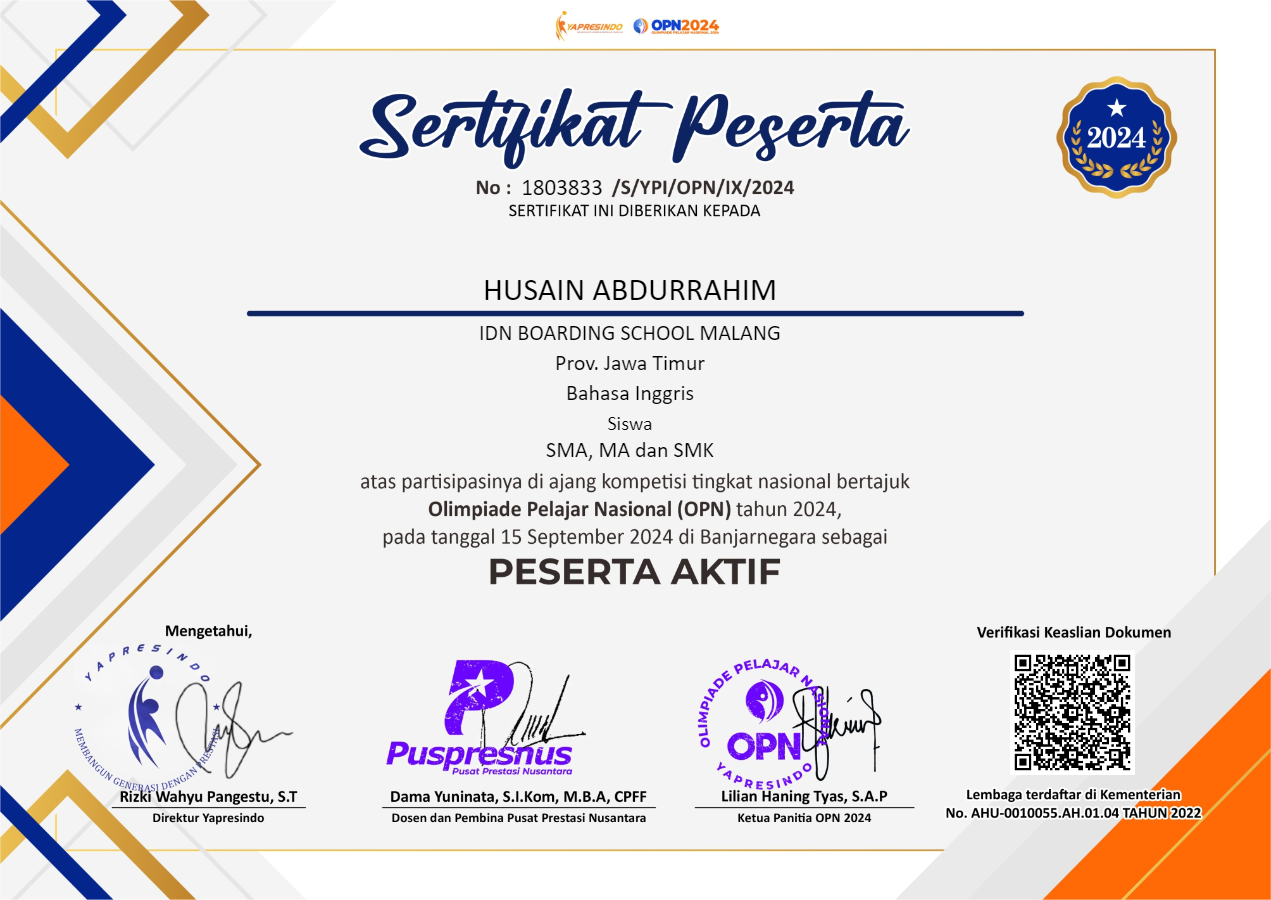 YAPRESINDO OPN2024
OLIMPIADE PELAJAR NASIONAL 2024
Sertifikat Peserta
2024
No : 1803833 /S/YPI/OPN/IX/2024
SERTIFIKAT INI DIBERIKAN KEPADA
HUSAIN ABDURRAHIM
IDN BOARDING SCHOOL MALANG
Prov. Jawa Timur
Bahasa Inggris
Siswa
SMA, MA dan SMK
atas partisipasinya di ajang kompetisi tingkat nasional bertajuk
Olimpiade Pelajar Nasional (OPN) tahun 2024,
pada tanggal 15 September 2024 di Banjarnegara sebagai
PESERTA AKTIF
Mengetahui,
YAPRESINDO
MEMBANGUN GENERASI DENGAN PRESTASI
Rizki Wahyu Pangestu, S.T
Direktur Yapresindo
Puspresnus
Pusat Prestasi Nusantara
Dama Yuninata, S.I.Kom, M.B.A, CPFF
Dosen dan Pembina Pusat Prestasi Nusantara
OLIMPIADE PELAJAR NASIONAL
OPN
YAPRESINDO
Lilian Haning Tyas, S.A.P
Ketua Panitia OPN 2024
Verifikasi Keaslian Dokumen
Lembaga terdaftar di Kementerian
No. AHU-0010055.AH.01.04 TAHUN 2022